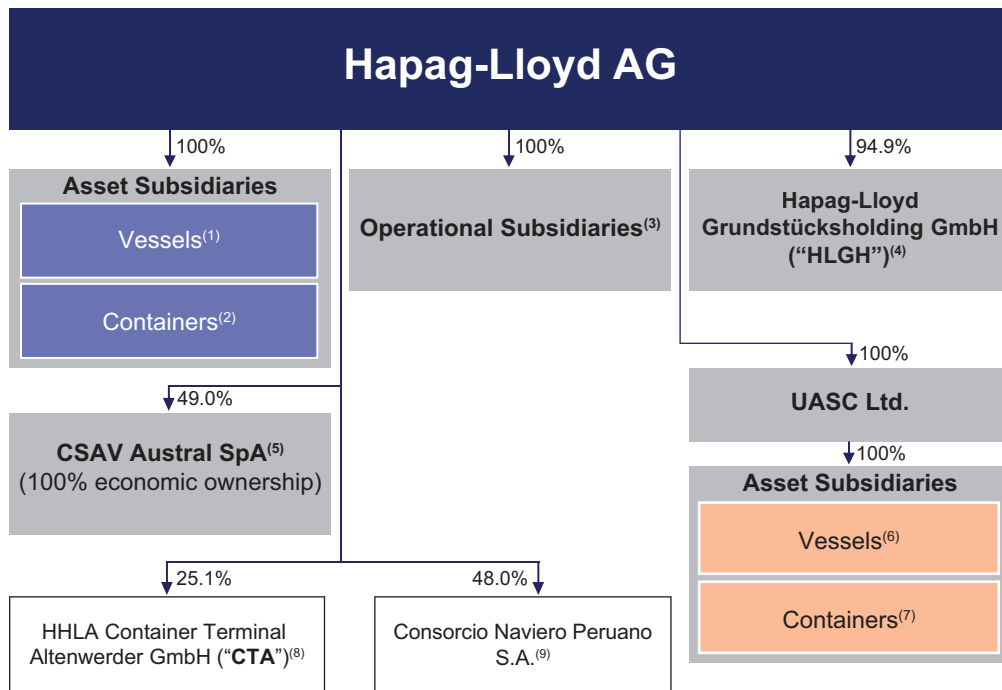 Hapag-Lloyd AG
100%
100%
94.9%
Asset Subsidiaries
Vessels(1)
Containers(2)
Operational Subsidiaries(3)
Hapag-Lloyd
Grundstücksholding GmbH
(“HLGH”)(4)
49.0%
100%
CSAV Austral SpA(5)
(100% economic ownership)
UASC Ltd.
100%
Asset Subsidiaries
Vessels(6)
Containers(7)
25.1%
48.0%
HHLA Container Terminal
Altenwerder GmbH (“CTA”)(8)
Consorcio Naviero Peruano
S.A.(9)